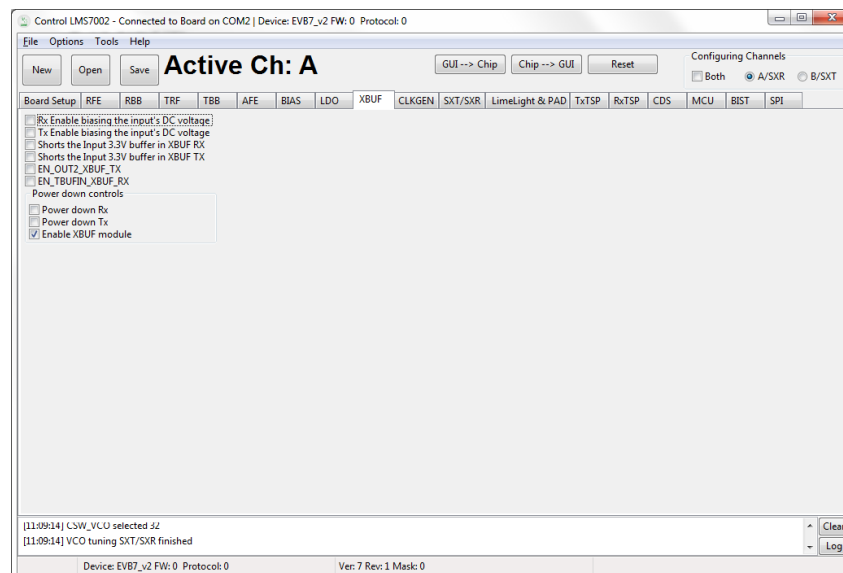 Control LMS7002 - Connected to Board on COM2 | Device: EVB7_v2 FW: 0 Protocol: 0
File Options Tools Help
New Open Save Active Ch: A GUI --> Chip Chip --> GUI Reset
Configuring Channels
Both A/SXR B/SXT
Board Setup RFE RBB TRF TBB AFE BIAS LDO XBUF CLKGEN SXT/SXR LimeLight & PAD TxTSP RxTSP CDS MCU BIST SPI
Rx Enable biasing the input's DC voltage
Tx Enable biasing the input's DC voltage
Shorts the Input 3.3V buffer in XBUF RX
Shorts the Input 3.3V buffer in XBUF TX
EN_OUT2_XBUF_TX
EN_TBUFIN_XBUF_RX
Power down controls
Power down Rx
Power down Tx
Enable XBUF module
[11:09:14] CSW_VCO selected 32
[11:09:14] VCO tuning SXT/SXR finished
Clear
Log
Device: EVB7_v2 FW: 0 Protocol: 0 Ver: 7 Rev: 1 Mask: 0